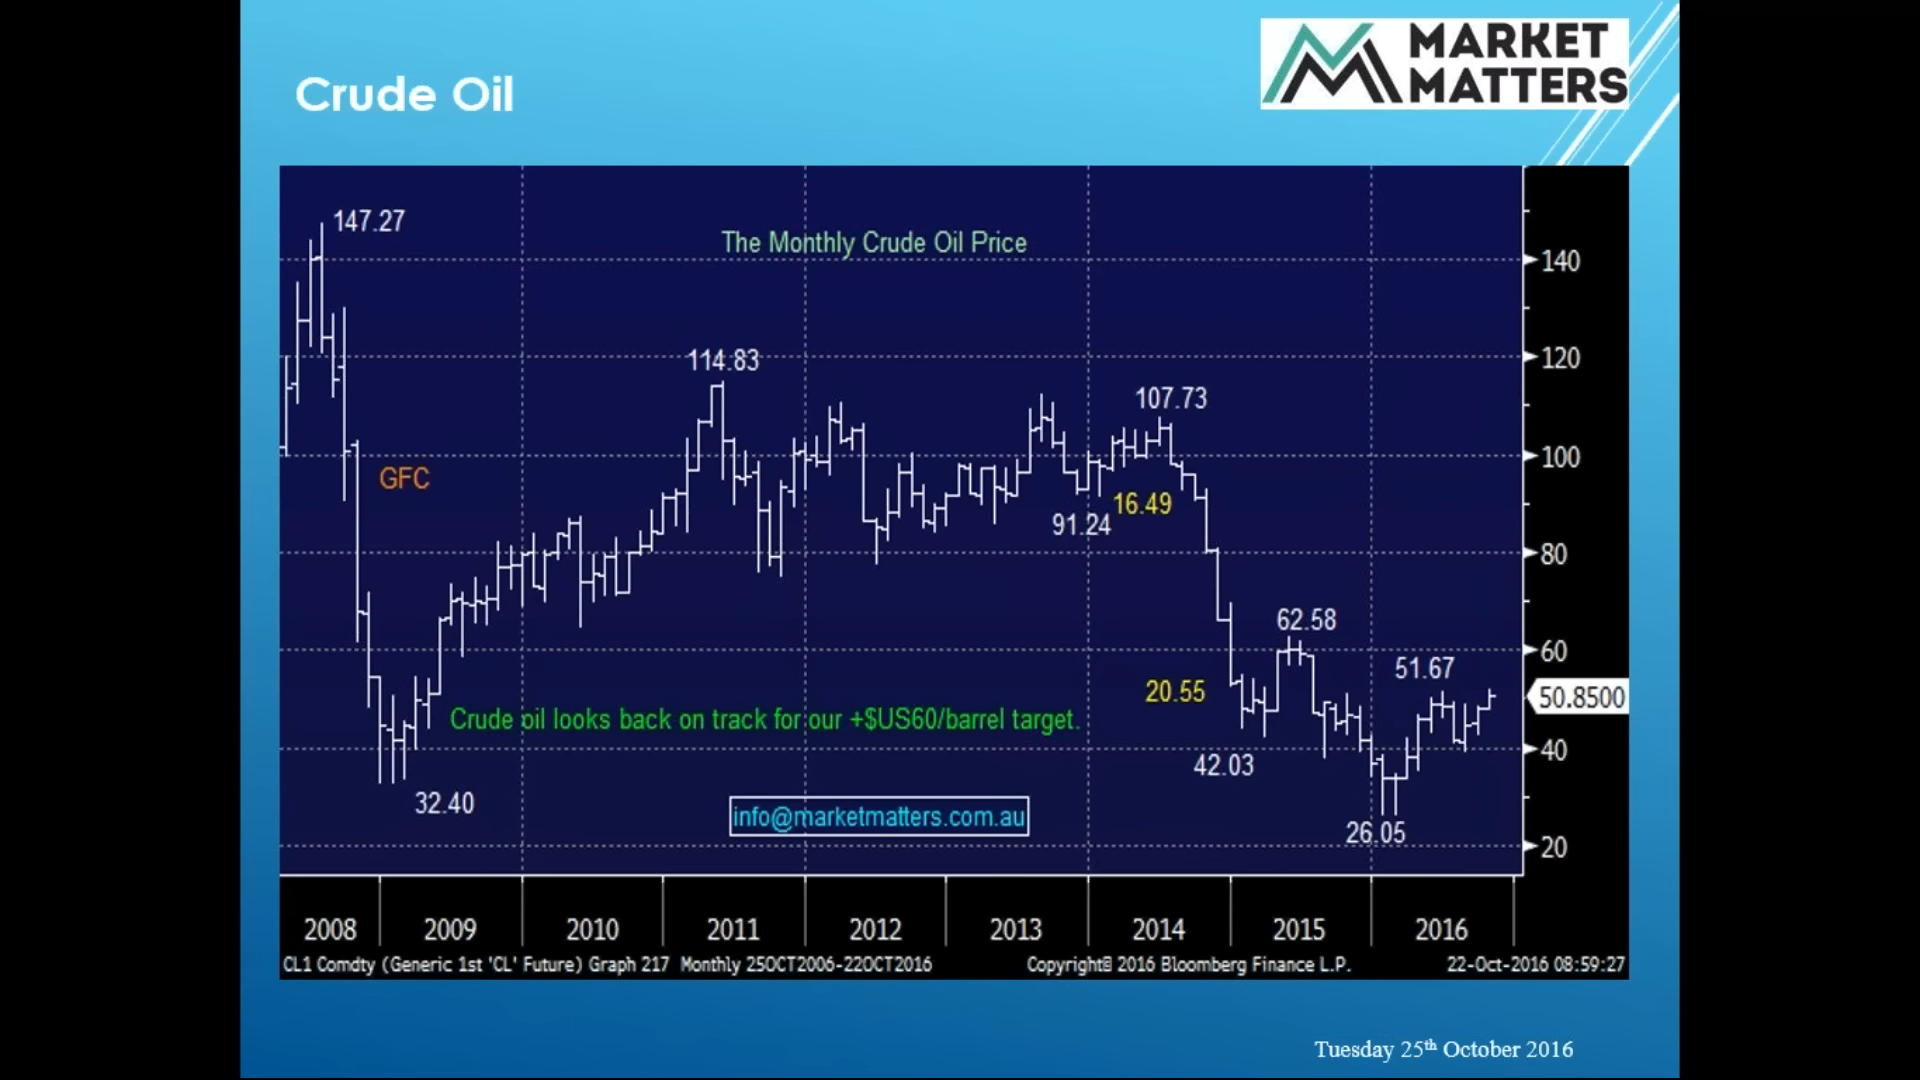 MARKET
MATTERS
Crude Oil
147.27
The Monthly Crude Oil Price
140
114.83
120
107.73
GFC
100
16.49
91.24
80
62.58
60
51.67
20.55
50.8500
Crude oil looks back on track for our +$US60/barrel target.
40
42.03
32.40
info@marketmatters.com.au
26.05
20
2008 2009 2010 2011 2012 2013 2014 2015 2016
CL1 Comdty (Generic 1st 'CL' Future) Graph 217 Monthly 25OCT2006-22OCT2016 Copyright© 2016 Bloomberg Finance L.P. 22-Oct-2016 08:59:27
Tuesday 25th October 2016